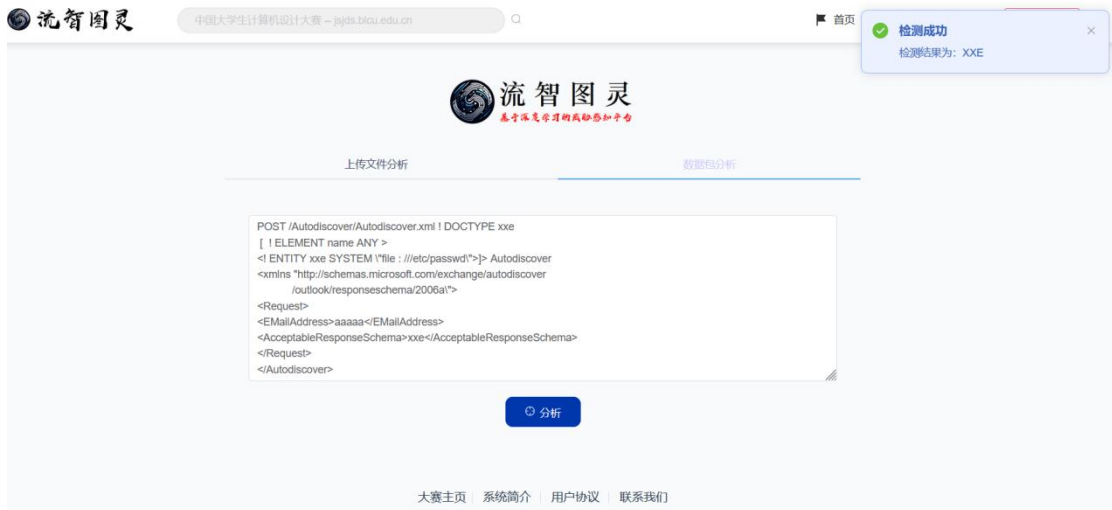 流智图灵
中国大学生计算机设计大赛 – jsjds.blcu.edu.cn
首页
检测成功
检测结果为：XXE
流智图灵
基于深度学习的威胁感知平台
上传文件分析
数据包分析
POST /Autodiscover/Autodiscover.xml ! DOCTYPE xxe
[ ! ELEMENT name ANY >
<! ENTITY xxe SYSTEM \"file : ///etc/passwd\">]> Autodiscover
<xmlns "http://schemas.microsoft.com/exchange/autodiscover
/outlook/responseschema/2006a\">
<Request>
<EMailAddress>aaaaa</EMailAddress>
<AcceptableResponseSchema>xxe</AcceptableResponseSchema>
</Request>
</Autodiscover>
分析
大赛主页
系统简介
用户协议
联系我们